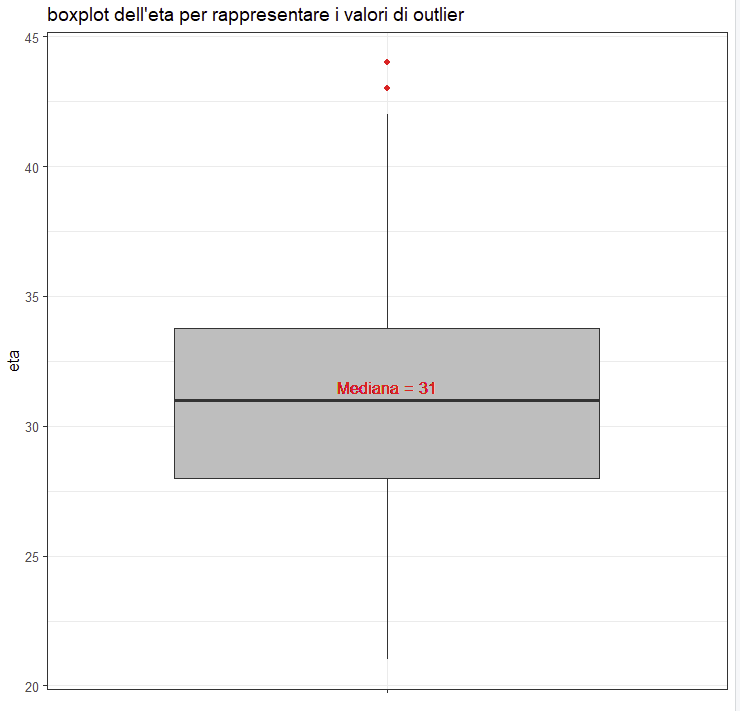 boxplot dell'eta per rappresentare i valori di outlier
45
40
35
eta
Mediana = 31
30
25
20